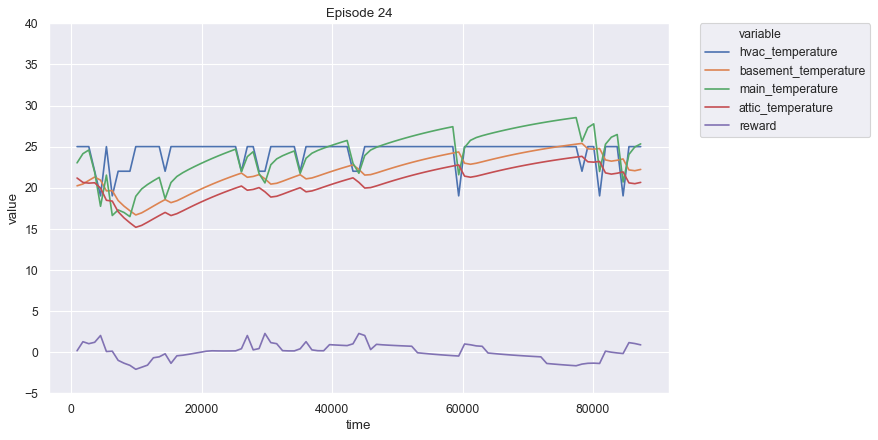 Episode 24
40
35
30
25
20
15
10
5
0
−5
value
0
20000
40000
60000
80000
time
variable
hvac_temperature
basement_temperature
main_temperature
attic_temperature
reward